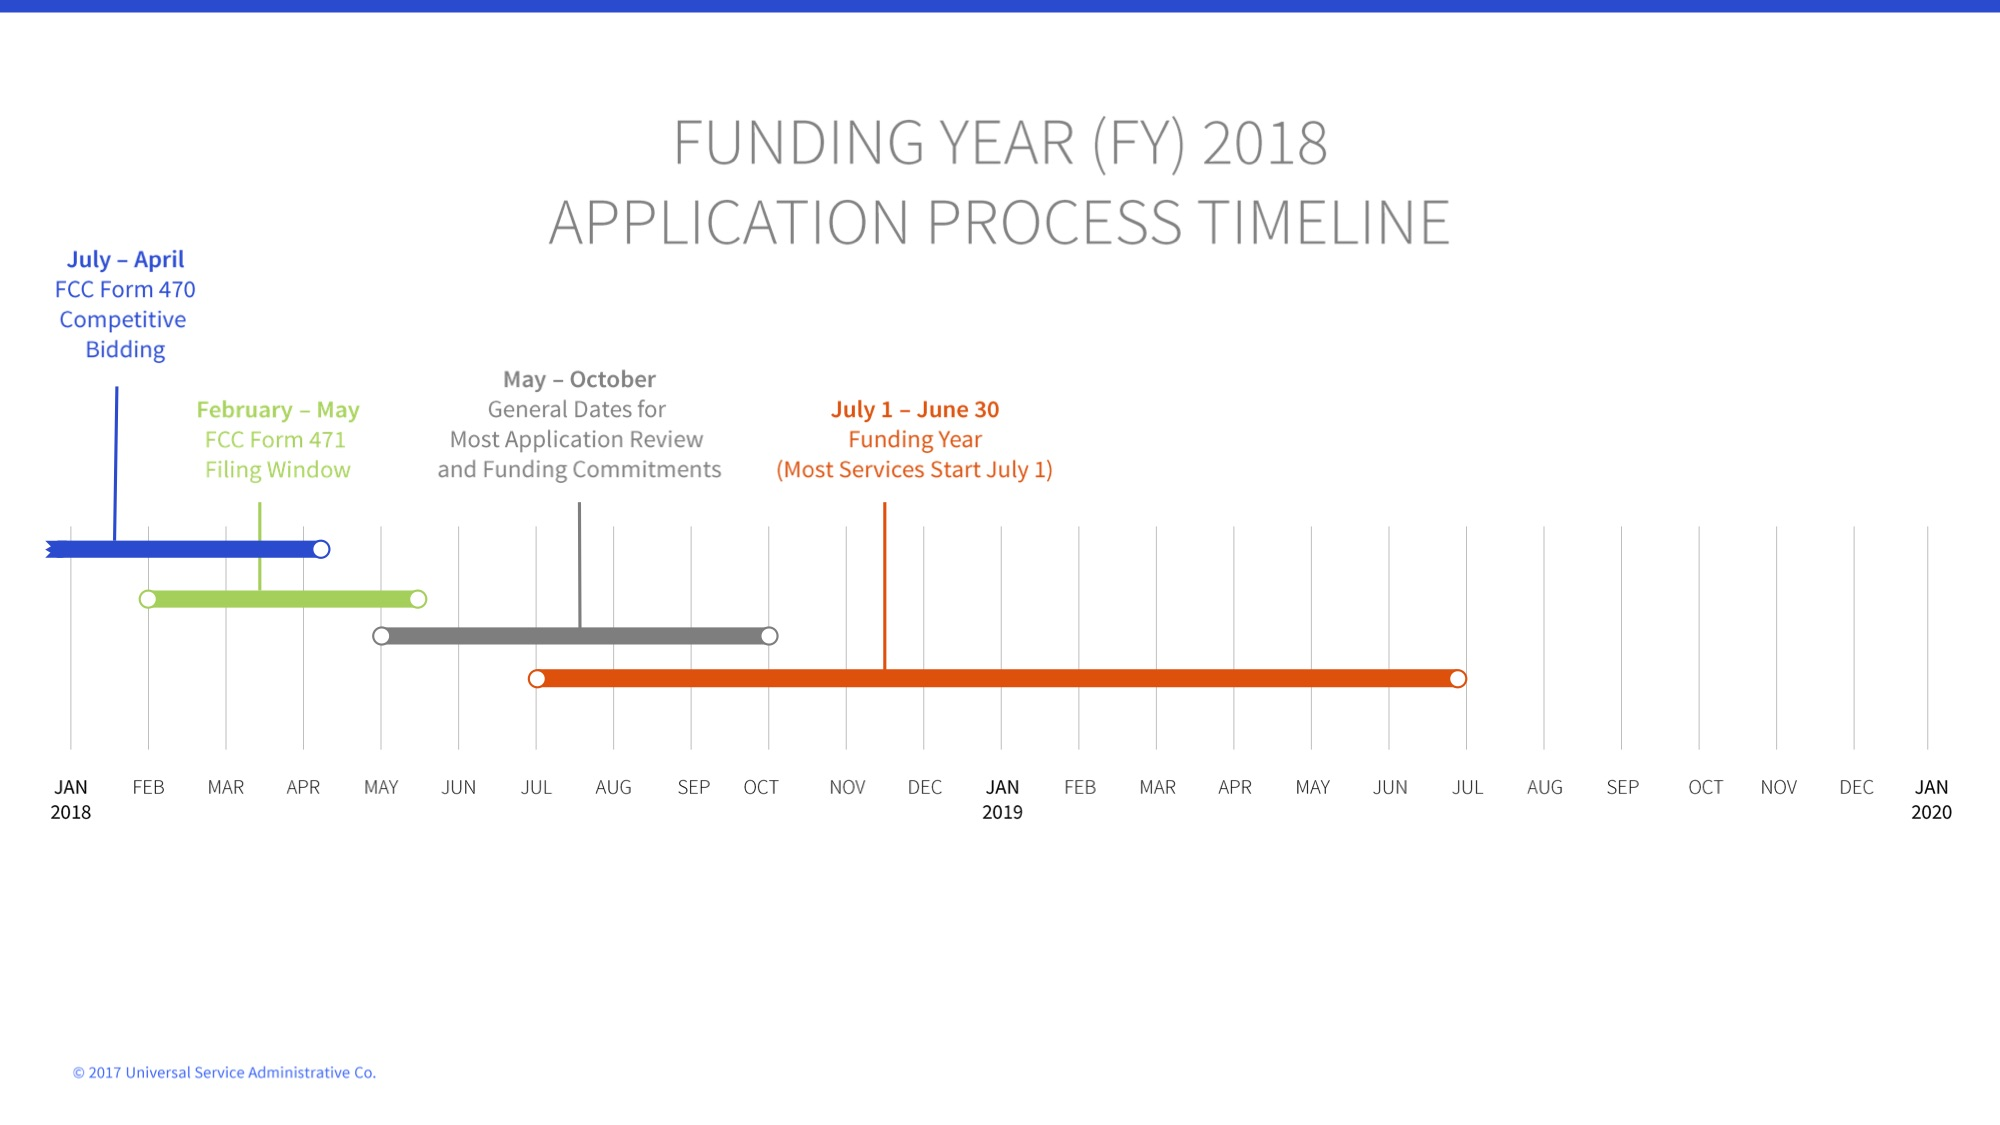 FUNDING YEAR (FY) 2018
APPLICATION PROCESS TIMELINE
July – April
FCC Form 470
Competitive
Bidding
February – May
FCC Form 471
Filing Window
May – October
General Dates for
Most Application Review
and Funding Commitments
July 1 – June 30
Funding Year
(Most Services Start July 1)
JAN FEB MAR APR MAY JUN JUL AUG SEP OCT NOV DEC JAN FEB MAR APR MAY JUN JUL AUG SEP OCT NOV DEC JAN
2018 2019 2020
© 2017 Universal Service Administrative Co.